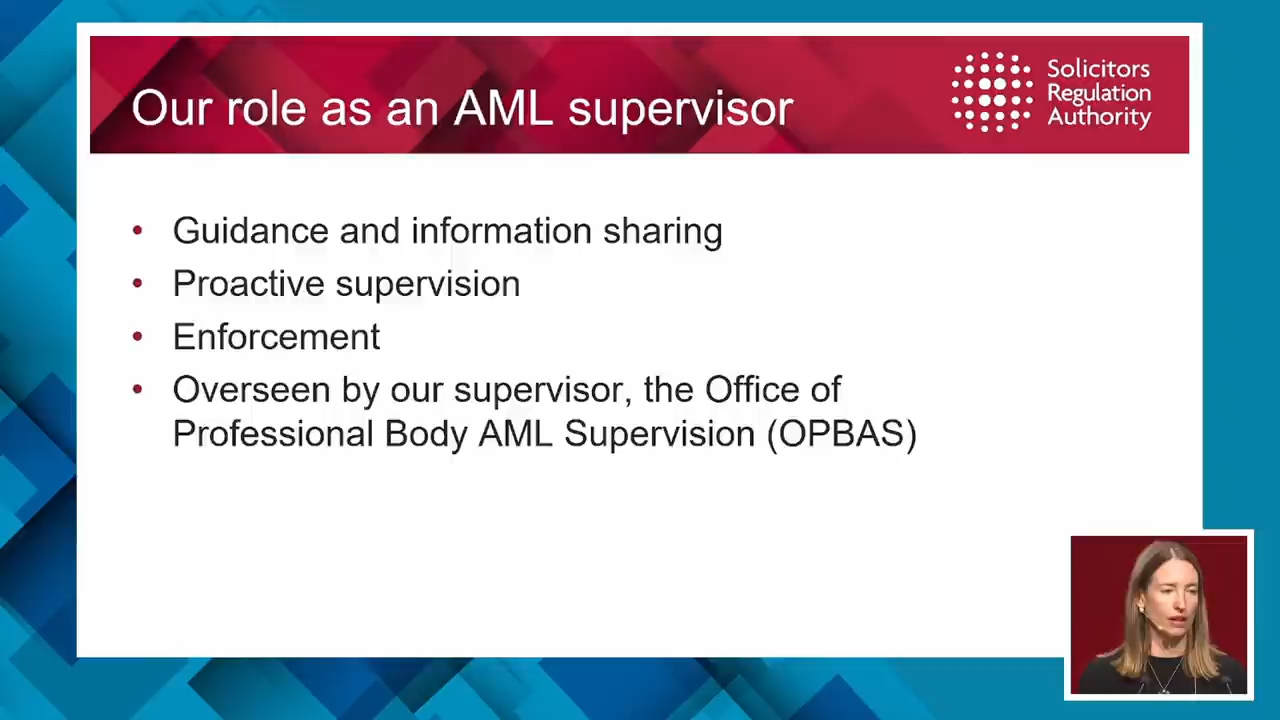 Our role as an AML supervisor
Solicitors
Regulation
Authority
• Guidance and information sharing
• Proactive supervision
• Enforcement
• Overseen by our supervisor, the Office of
Professional Body AML Supervision (OPBAS)